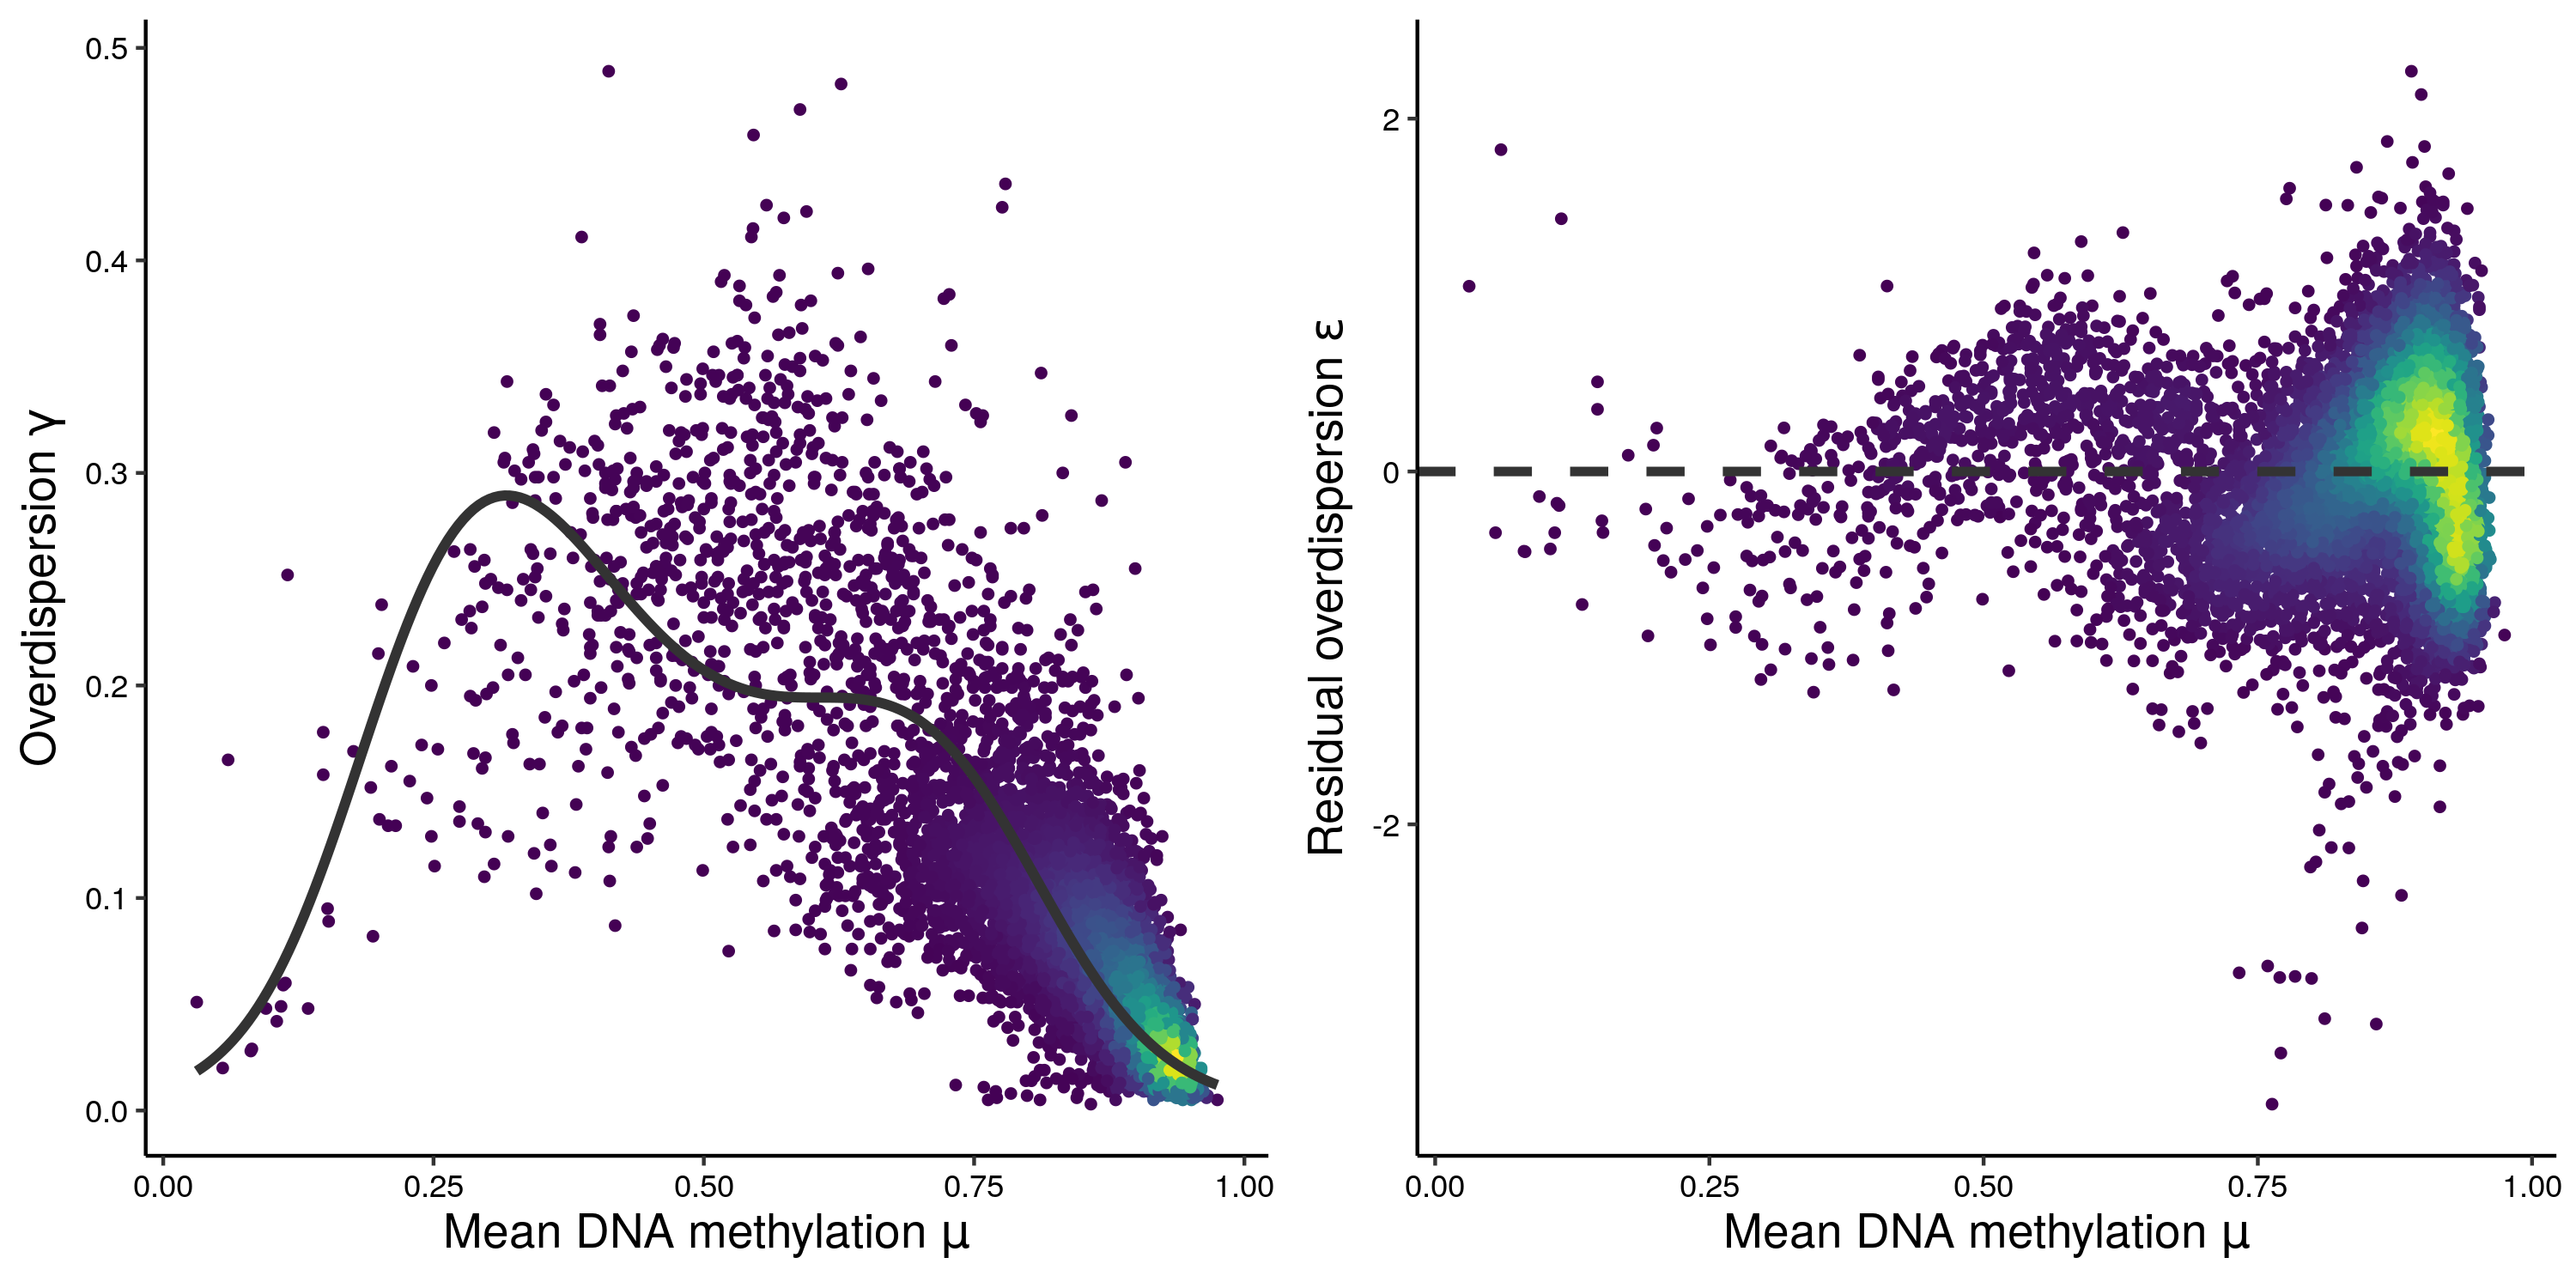 Overdispersion γ
0.5
0.4
0.3
0.2
0.1
0.0
0.00 0.25 0.50 0.75 1.00
Mean DNA methylation μ
Residual overdispersion ε
2
0
-2
0.00 0.25 0.50 0.75 1.00
Mean DNA methylation μ